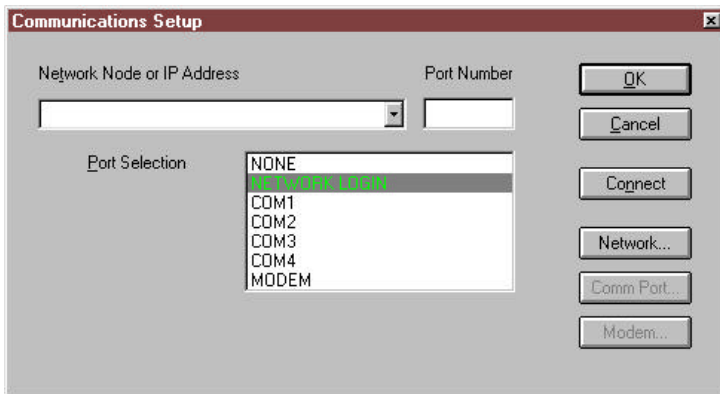 Communications Setup
Network Node or IP Address
Port Number
OK
Cancel
Port Selection
NONE
NETWORK LOGIN
COM1
COM2
COM3
COM4
MODEM
Connect
Network...
Comm Port...
Modem...